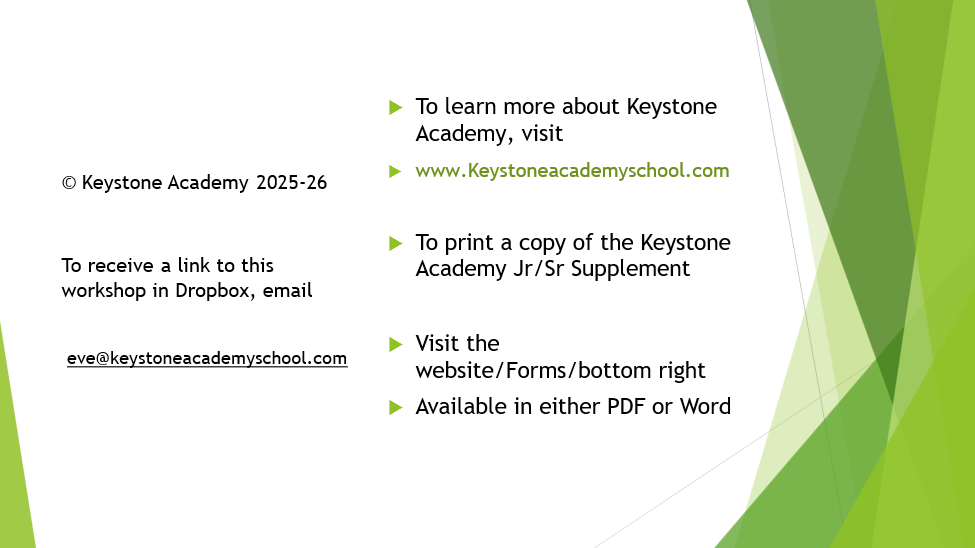 © Keystone Academy 2025-26
To receive a link to this
workshop in Dropbox, email
eve@keystoneacademyschool.com
To learn more about Keystone
Academy, visit
www.Keystoneacademyschool.com
To print a copy of the Keystone
Academy Jr/Sr Supplement
Visit the
website/Forms/bottom right
Available in either PDF or Word